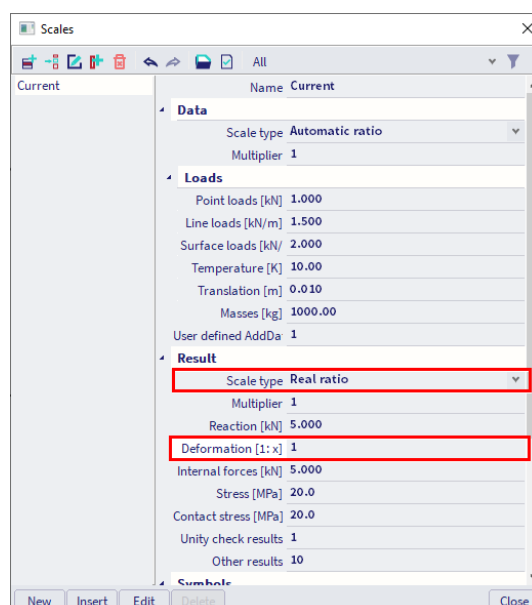 Scales
All
Current
Name Current
Data
Scale type Automatic ratio
Multiplier 1
Loads
Point loads [kN] 1.000
Line loads [kN/m] 1.500
Surface loads [kN/ 2.000
Temperature [K] 10.00
Translation [m] 0.010
Masses [kg] 1000.00
User defined AddDa 1
Result
Scale type Real ratio
Multiplier 1
Reaction [kN] 5.000
Deformation [1: x] 1
Internal forces [kN] 5.000
Stress [MPa] 20.0
Contact stress [MPa] 20.0
Unity check results 1
Other results 10
Symbols
New Insert Edit Delete Close